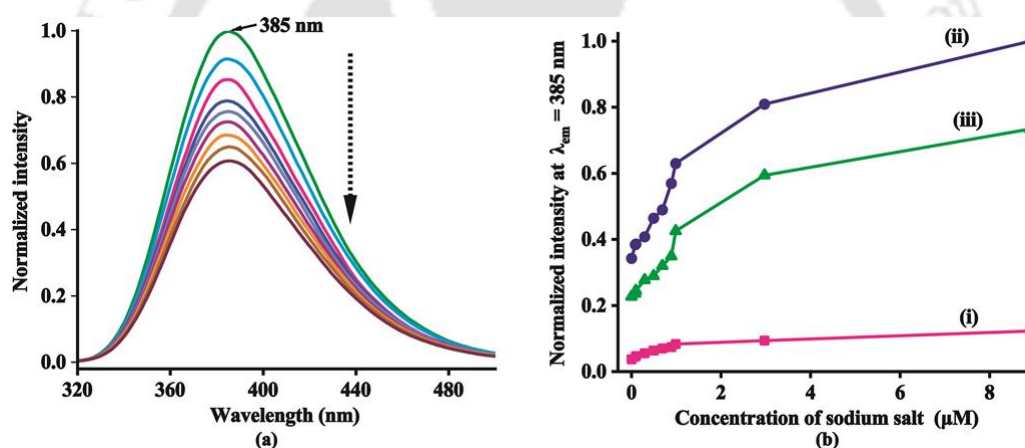 385 nm
Normalized intensity
1.0
0.8
0.6
0.4
0.2
0.0
320
360
400
440
480
Wavelength (nm)
(a)
Normalized intensity at λem = 385 nm
1.0
0.8
0.6
0.4
0.2
0.0
(ii)
(iii)
(i)
0
2
4
6
8
Concentration of sodium salt (µM)
(b)